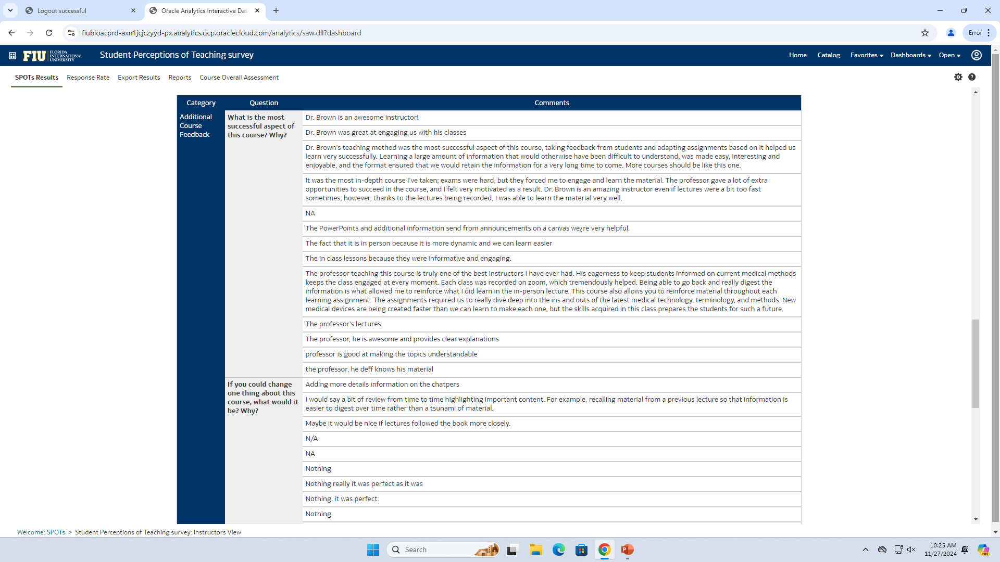 Logout successful
Oracle Analytics Interactive Das
fiubioacprd-axn1jcjczyyd-px.analytics.ocp.oraclecloud.com/analytics/saw.dll?dashboard
Error
FIU FLORIDA INTERNATIONAL UNIVERSITY
Student Perceptions of Teaching survey
Home Catalog Favorites Dashboards Open
SPOTs Results Response Rate Export Results Reports Course Overall Assessment
Category Question Comments
Additional
Course
Feedback
What is the most
successful aspect of
this course? Why?
Dr. Brown is an awesome instructor!
Dr. Brown was great at engaging us with his classes
Dr. Brown's teaching method was the most successful aspect of this course, taking feedback from students and adapting assignments based on it helped us
learn very successfully. Learning a large amount of information that would otherwise have been difficult to understand, was made easy, interesting and
enjoyable, and the format ensured that we would retain the information for a very long time to come. More courses should be like this one.
It was the most in-depth course I've taken; exams were hard, but they forced me to engage and learn the material. The professor gave a lot of extra
opportunities to succeed in the course, and I felt very motivated as a result. Dr. Brown is an amazing instructor even if lectures were a bit too fast
sometimes; however, thanks to the lectures being recorded, I was able to learn the material very well.
NA
The PowerPoints and additional information send from announcements on a canvas we¿re very helpful.
The fact that it is in person because it is more dynamic and we can learn easier
The in class lessons because they were informative and engaging.
The professor teaching this course is truly one of the best instructors I have ever had. His eagerness to keep students informed on current medical methods
keeps the class engaged at every moment. Each class was recorded on zoom, which tremendously helped. Being able to go back and really digest the
information is what allowed me to reinforce what I did learn in the in-person lecture. This course also allows you to reinforce material throughout each
learning assignment. The assignments required us to really dive deep into the ins and outs of the latest medical technology, terminology, and methods. New
medical devices are being created faster than we can learn to make each one, but the skills acquired in this class prepares the students for such a future.
The professor's lectures
The professor, he is awesome and provides clear explanations
professor is good at making the topics understandable
the professor, he deff knows his material
If you could change
one thing about this
course, what would it
be? Why?
Adding more details information on the chatpers
I would say a bit of review from time to time highlighting important content. For example, recalling material from a previous lecture so that information is
easier to digest over time rather than a tsunami of material.
Maybe it would be nice if lectures followed the book more closely.
N/A
NA
Nothing
Nothing really it was perfect as it was
Nothing, it was perfect.
Nothing.
Welcome: SPOTs > Student Perceptions of Teaching survey: Instructors View
Search
10:25 AM
11/27/2024
PRE